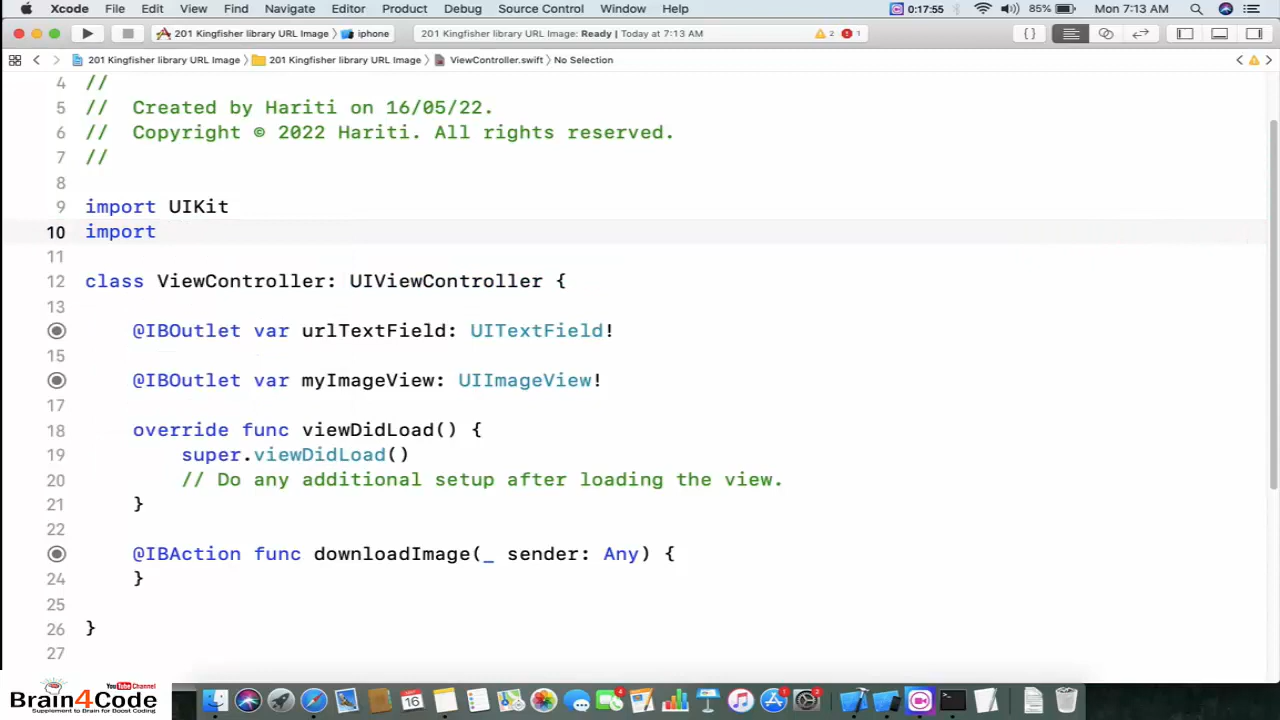 Xcode File Edit View Find Navigate Editor Product Debug Source Control Window Help 0:17:55 85% Mon 7:13 AM
201 Kingfisher library URL Image iphone 201 Kingfisher library URL Image: Ready | Today at 7:13 AM 2 1 { }
201 Kingfisher library URL Image 201 Kingfisher library URL Image ViewController.swift No Selection
4 //
5 // Created by Hariti on 16/05/22.
6 // Copyright © 2022 Hariti. All rights reserved.
7 //
8
9 import UIKit
10 import
11
12 class ViewController: UIViewController {
13
@IBOutlet var urlTextField: UITextField!
15
@IBOutlet var myImageView: UIImageView!
17
18 override func viewDidLoad() {
19 super.viewDidLoad()
20 // Do any additional setup after loading the view.
21 }
22
@IBAction func downloadImage(_ sender: Any) {
24 }
25
26 }
27
YouTube Channel
Brain4Code
Supplement to Brain for Boost Coding
16 4 1 2